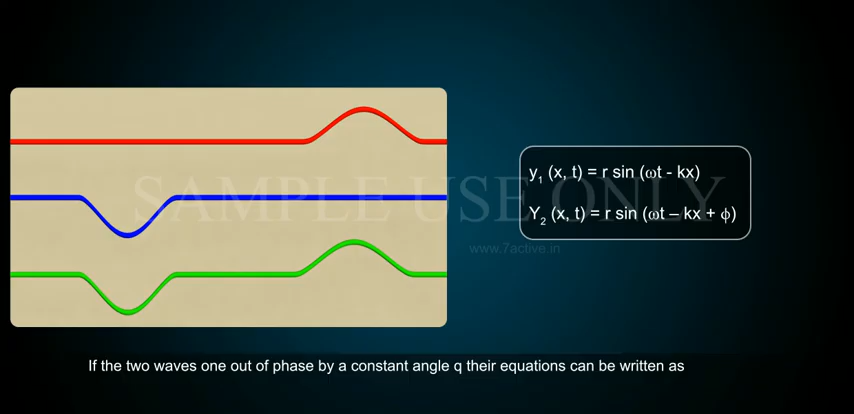 y1 (x, t) = r sin (ωt - kx)
Y2 (x, t) = r sin (ωt – kx + ϕ)
SAMPLE USE ONLY
www.7active.in
If the two waves one out of phase by a constant angle q their equations can be written as